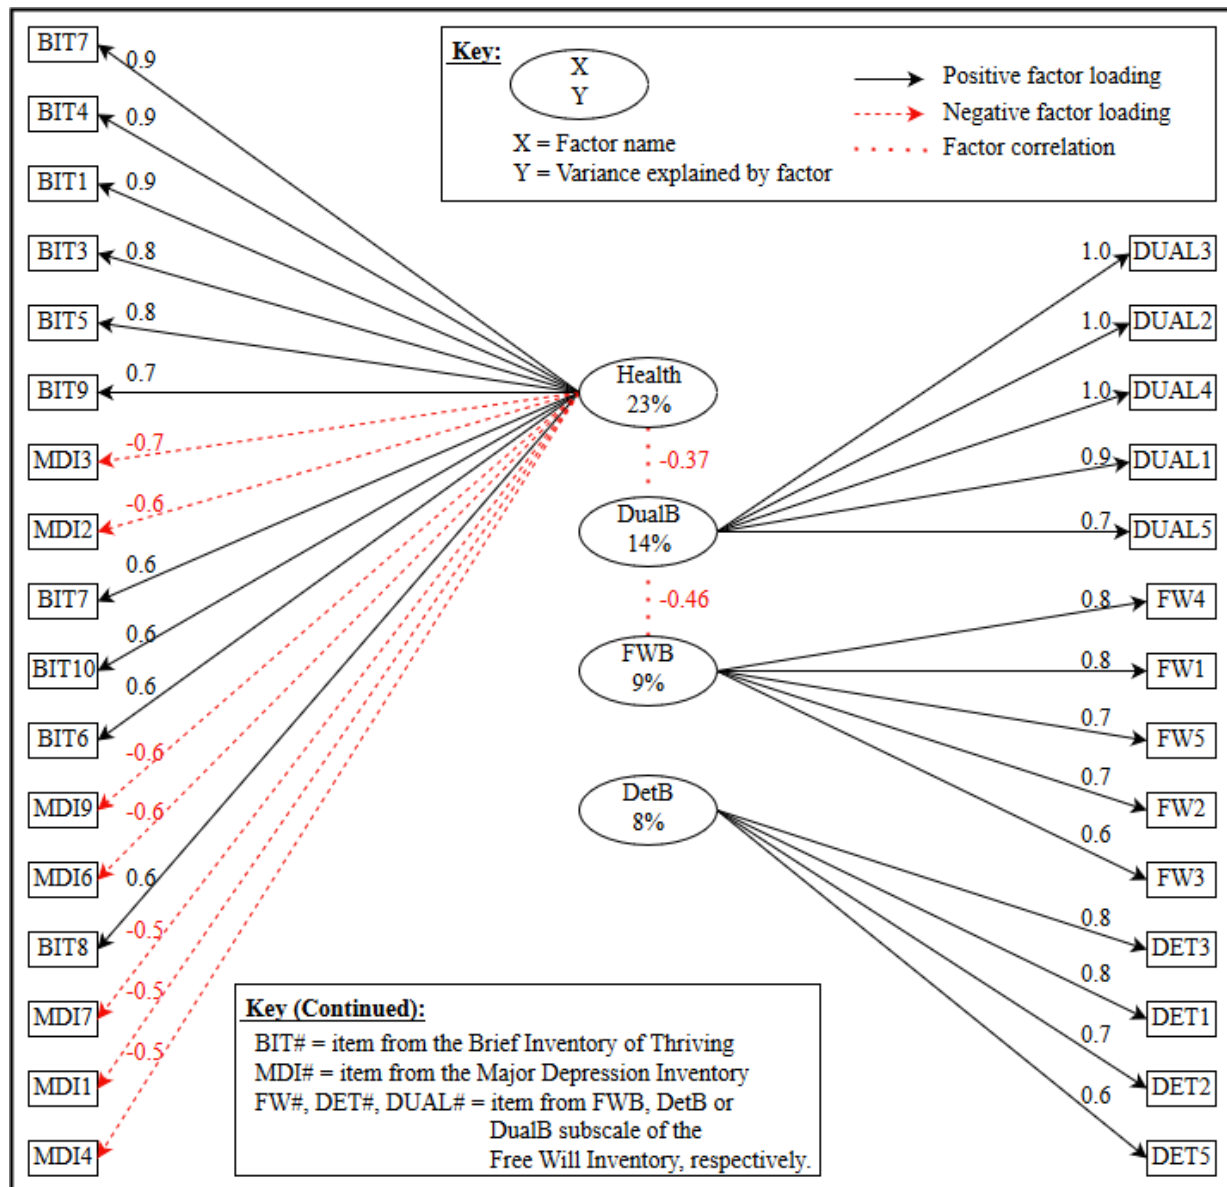 BIT7
0.9
BIT4
0.9
BIT1
0.9
BIT3
0.8
BIT5
0.8
BIT9
0.7
MDI3
-0.7
MDI2
-0.6
BIT7
0.6
BIT10
0.6
BIT6
0.6
MDI9
-0.6
MDI6
-0.6
BIT8
0.6
MDI7
-0.5
MDI1
-0.5
MDI4
-0.5
Key:
X
Y
X = Factor name
Y = Variance explained by factor
Positive factor loading
Negative factor loading
Factor correlation
Health
23%
-0.37
DualB
14%
-0.46
FWB
9%
DetB
8%
1.0 DUAL3
1.0 DUAL2
1.0 DUAL4
0.9 DUAL1
0.7 DUAL5
0.8 FW4
0.8 FW1
0.7 FW5
0.7 FW2
0.6 FW3
0.8 DET3
0.8 DET1
0.7 DET2
0.6 DET5
Key (Continued):
BIT# = item from the Brief Inventory of Thriving
MDI# = item from the Major Depression Inventory
FW#, DET#, DUAL# = item from FWB, DetB or
DualB subscale of the
Free Will Inventory, respectively.